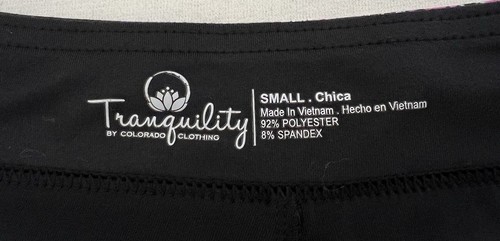 Tranquility
BY COLORADO CLOTHING
SMALL . Chica
Made In Vietnam . Hecho en Vietnam
92% POLYESTER
8% SPANDEX